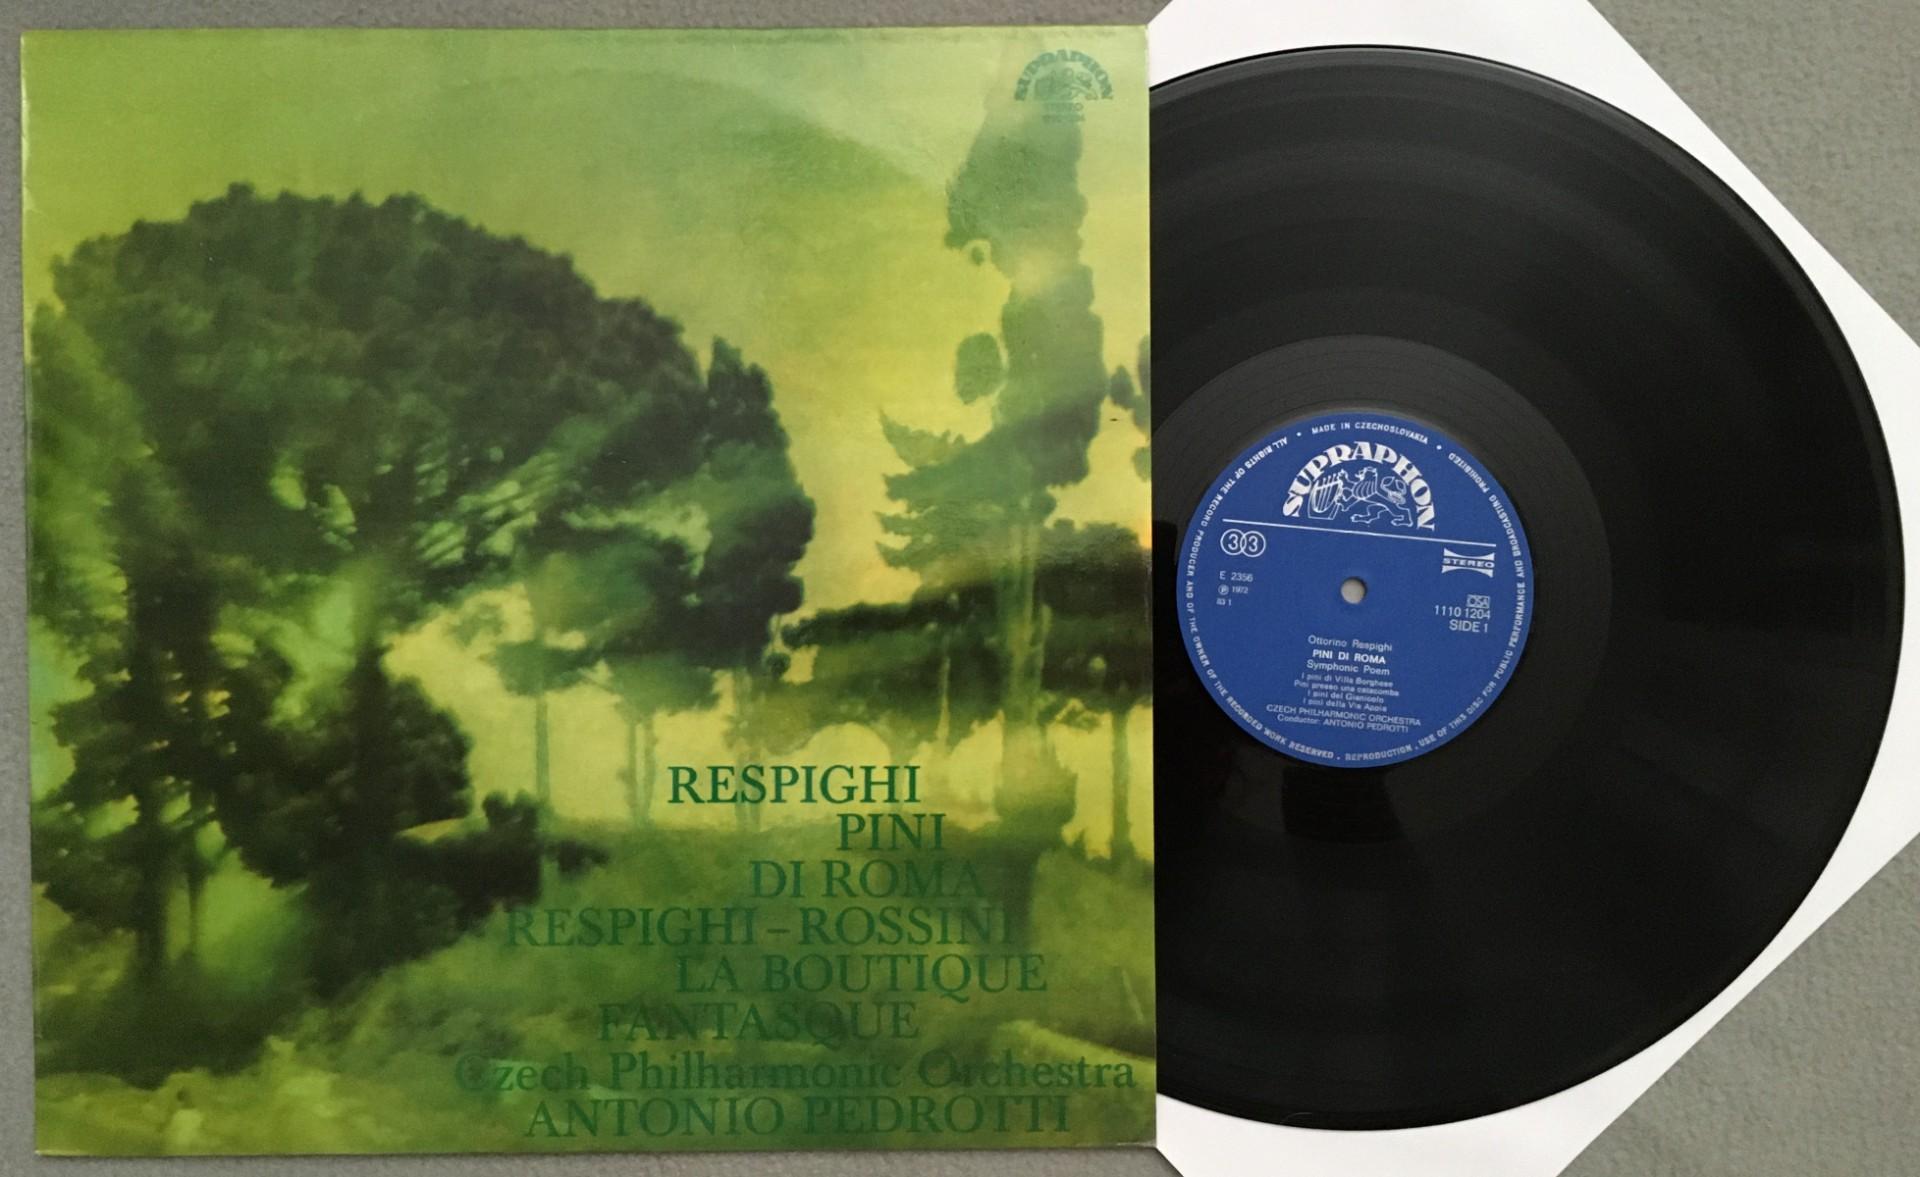 SUPRAPHON
STEREO
RESPIGHI
PINI
DI ROMA
RESPIGHI – ROSSINI
LA BOUTIQUE
FANTASQUE
Czech Philharmonic Orchestra
ANTONIO PEDROTTI
MADE IN CZECHOSLOVAKIA • ALL RIGHTS OF THE RECORD PRODUCER AND OF THE OWNER OF THE RECORDED WORK RESERVED . REPRODUCTION . USE OF THIS DISC FOR PUBLIC PERFORMANCE AND BROADCASTING PROHIBITED •
SUPRAPHON
33
STEREO
E 2356
℗ 1972
83 1
OSA
1110 1204
SIDE 1
Ottorino Respighi
PINI DI ROMA
Symphonic Poem
I pini di Villa Borghese
Pini presso una catacomba
I pini del Gianicolo
I pini della Via Appia
CZECH PHILHARMONIC ORCHESTRA
Conductor: ANTONIO PEDROTTI